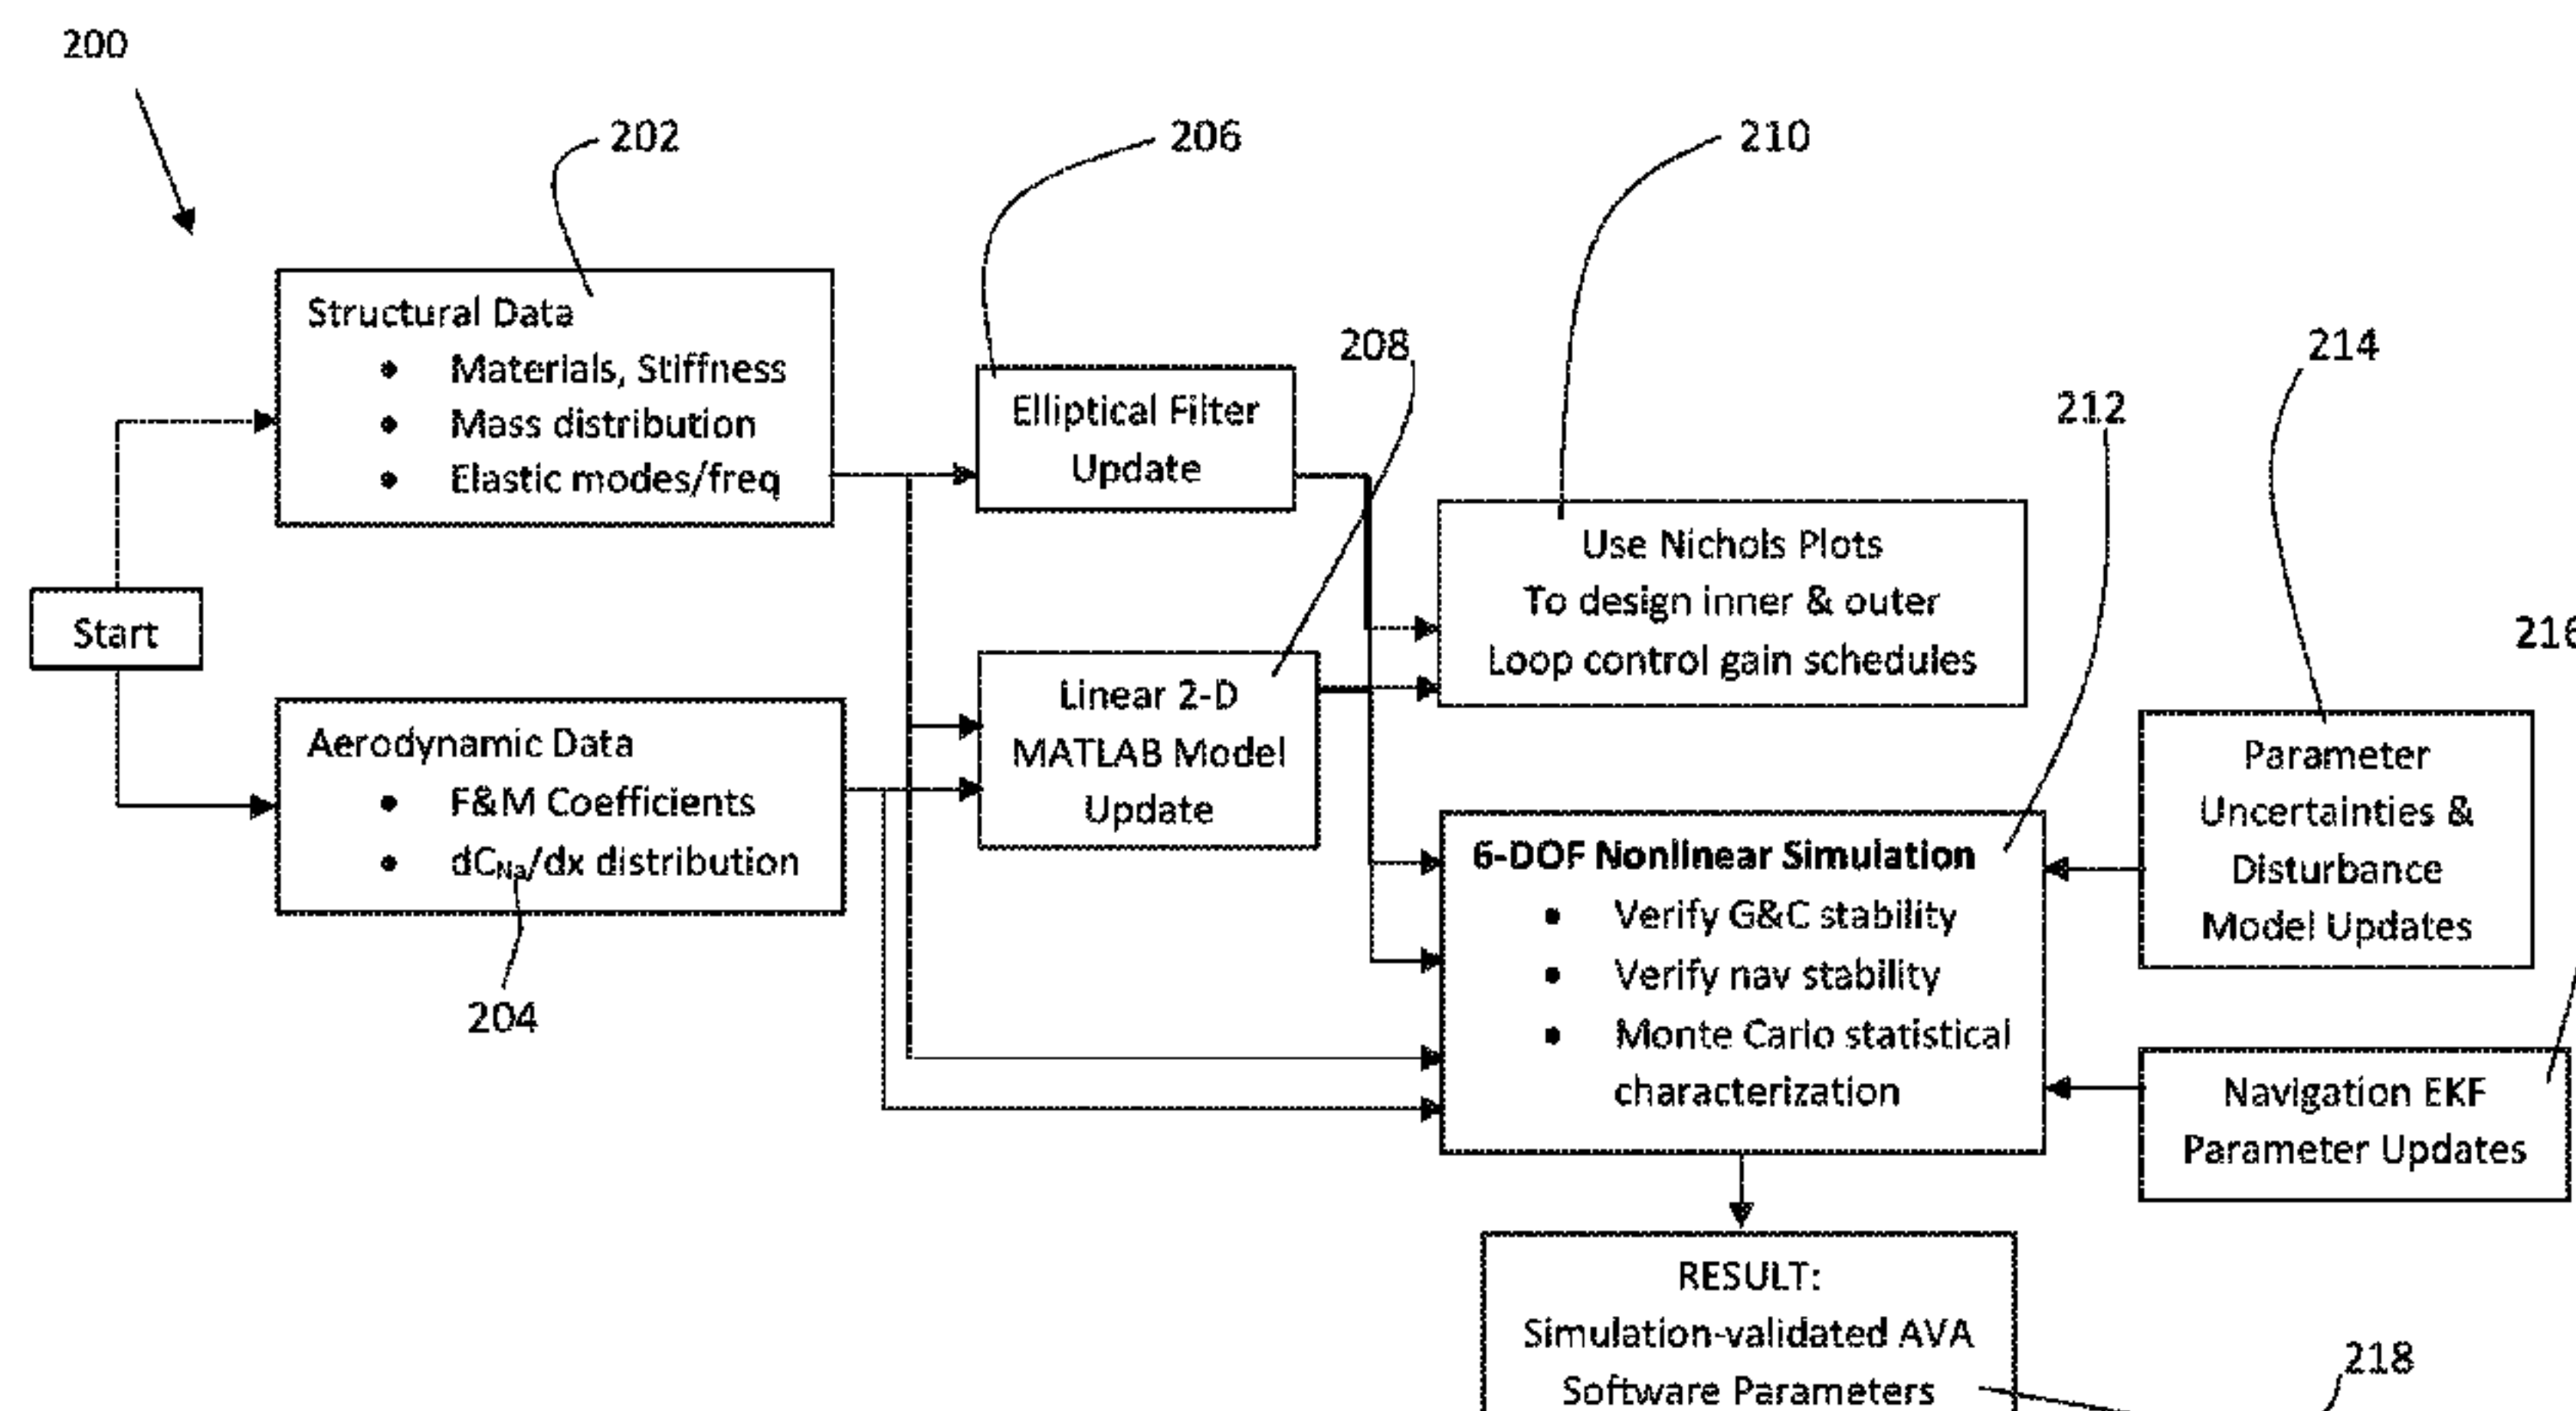 200
202
206
210
208
214
212
216
Structural Data
• Materials, Stiffness
• Mass distribution
• Elastic modes/freq
Elliptical Filter
Update
Use Nichols Plots
To design inner & outer
Loop control gain schedules
Start
Linear 2-D
MATLAB Model
Update
Aerodynamic Data
• F&M Coefficients
• dCNa/dx distribution
204
6-DOF Nonlinear Simulation
• Verify G&C stability
• Verify nav stability
• Monte Carlo statistical
characterization
Parameter
Uncertainties &
Disturbance
Model Updates
Navigation EKF
Parameter Updates
RESULT:
Simulation-validated AVA
Software Parameters
218